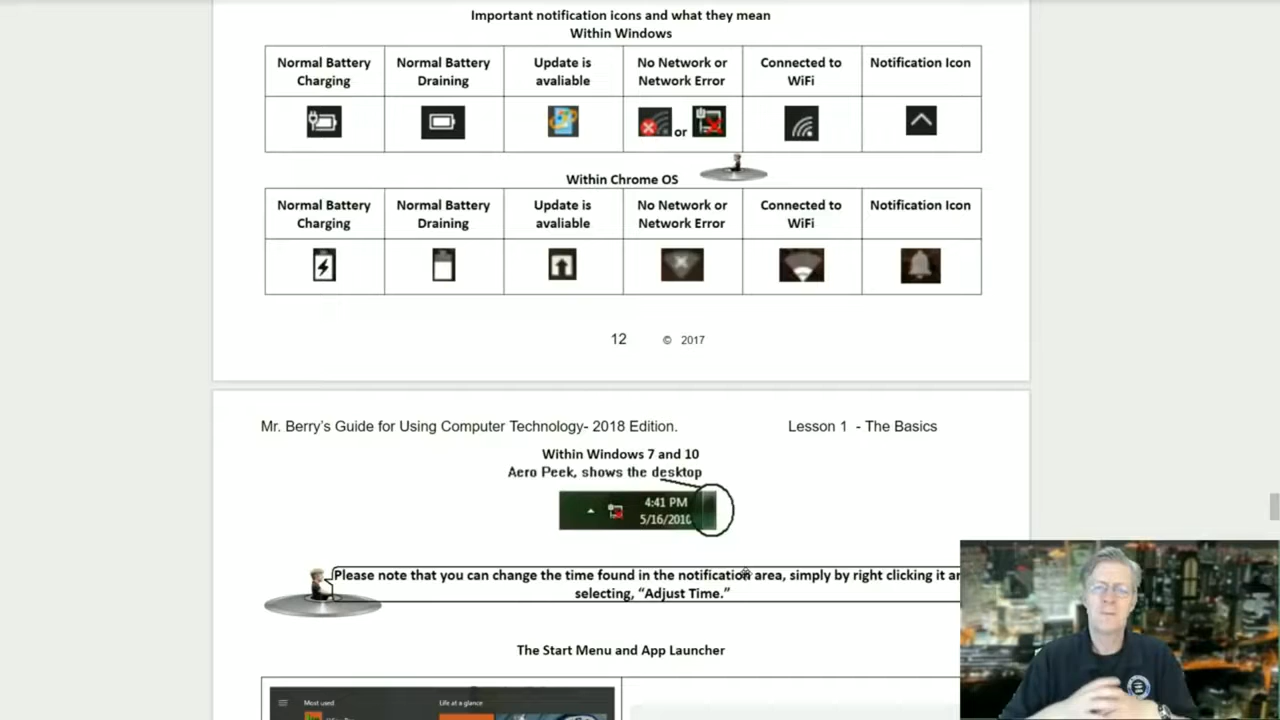 Important notification icons and what they mean
Within Windows
Normal Battery Charging
Normal Battery Draining
Update is avaliable
No Network or Network Error
Connected to WiFi
Notification Icon
or
Within Chrome OS
Normal Battery Charging
Normal Battery Draining
Update is avaliable
No Network or Network Error
Connected to WiFi
Notification Icon
12 © 2017
Mr. Berry's Guide for Using Computer Technology- 2018 Edition. Lesson 1 - The Basics
Within Windows 7 and 10
Aero Peek, shows the desktop
4:41 PM
5/16/2010
Please note that you can change the time found in the notification area, simply by right clicking it
selecting, “Adjust Time.”
The Start Menu and App Launcher
Most used Life at a glance